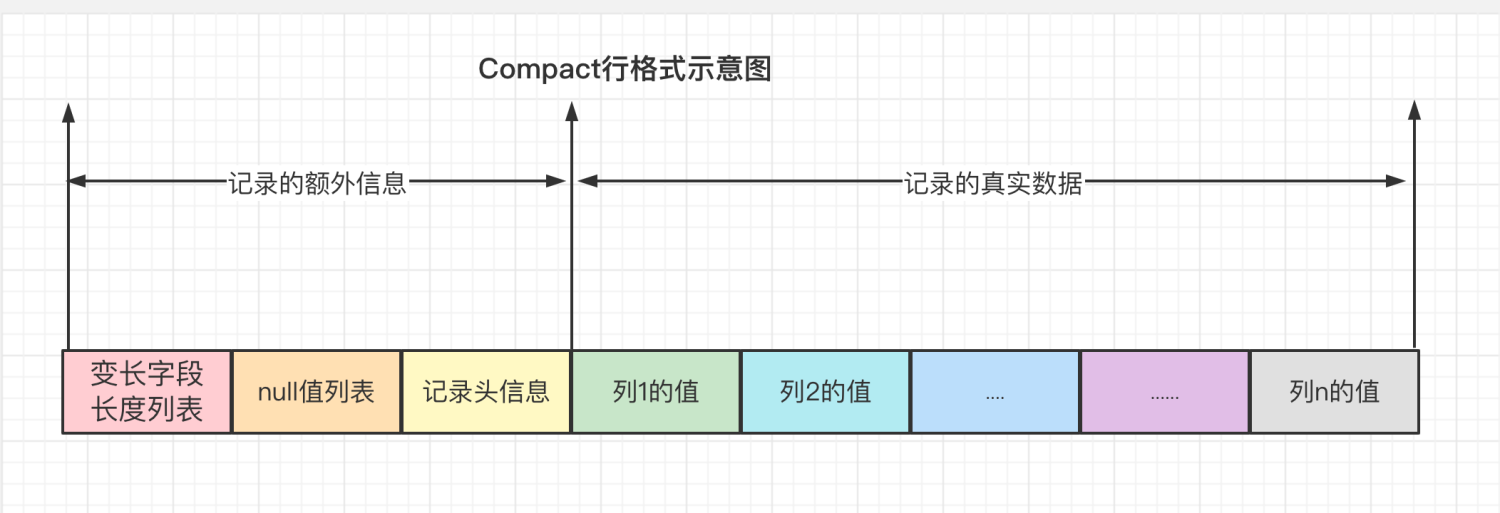 Compact行格式示意图
记录的额外信息
记录的真实数据
变长字段
长度列表
null值列表
记录头信息
列1的值
列2的值
....
......
列n的值